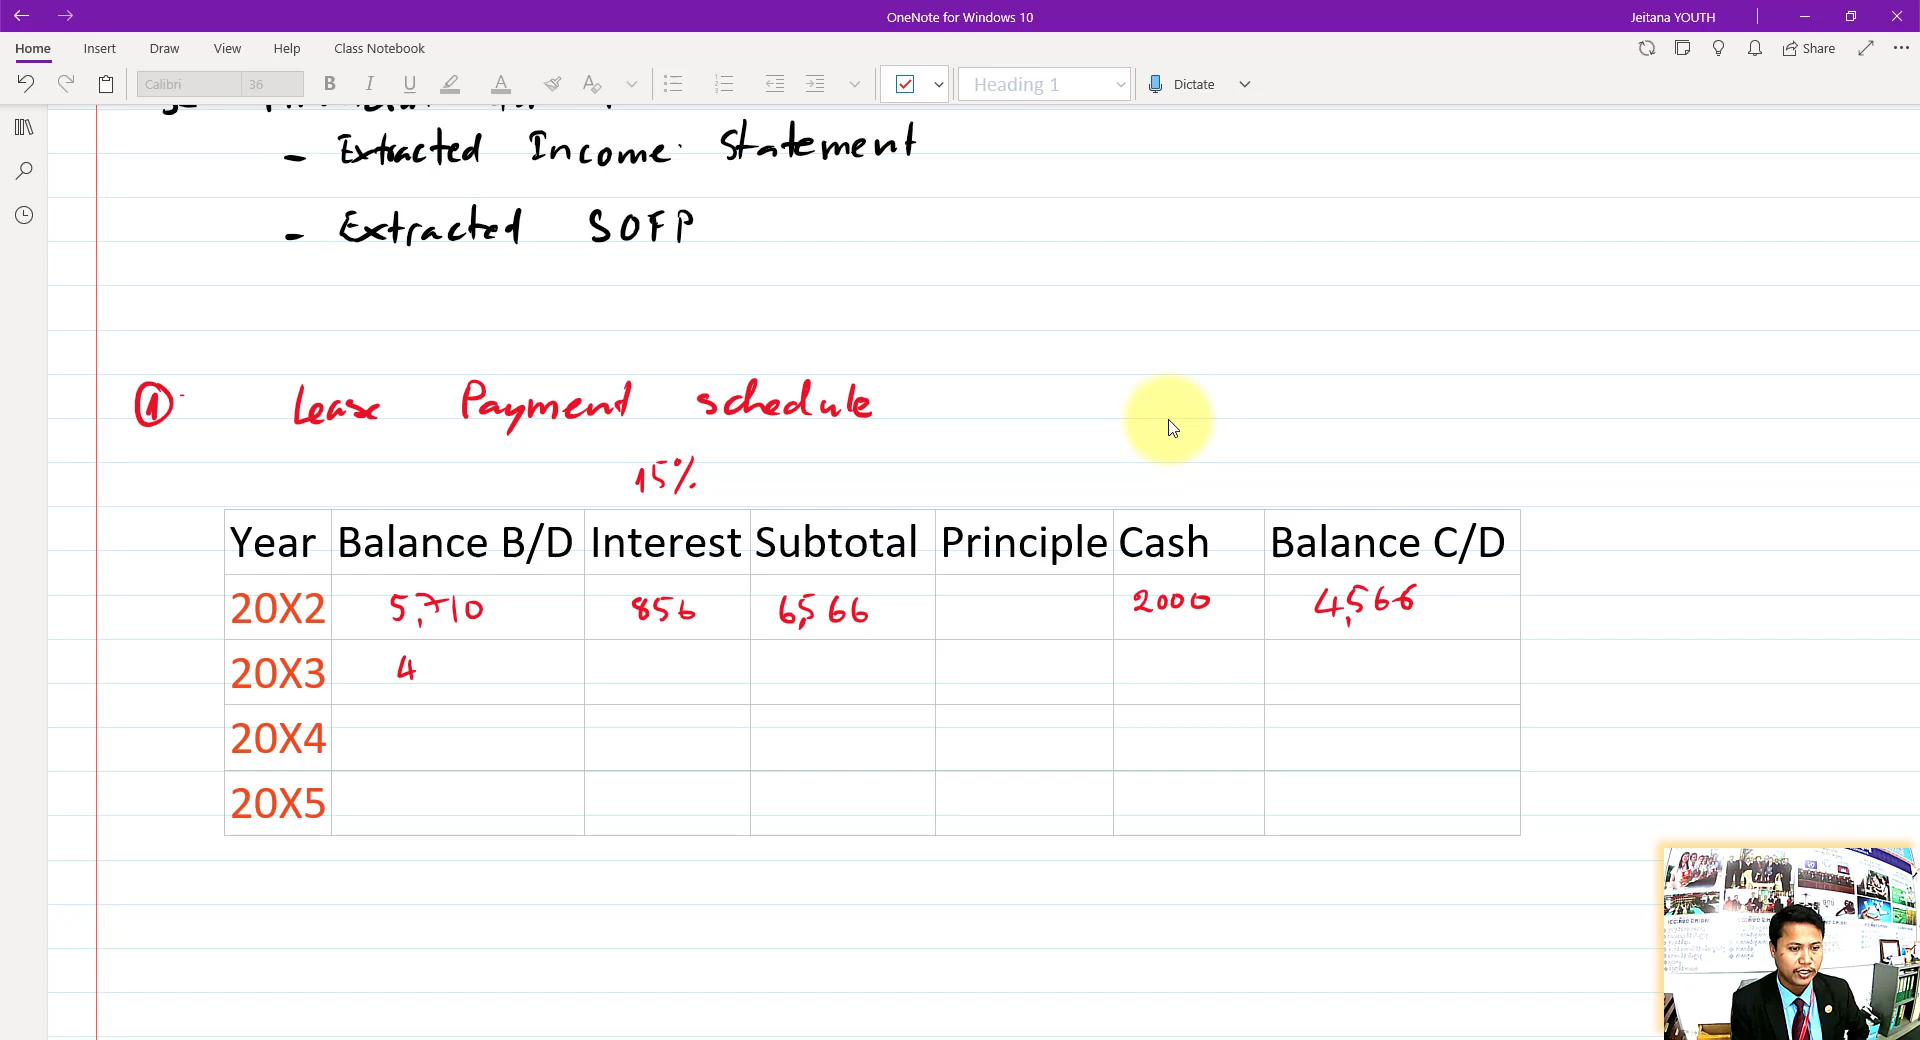 OneNote for Windows 10
Jeitana YOUTH
Home Insert Draw View Help Class Notebook
Share
Calibri 36 B I U A Heading 1 Dictate
- Extracted Income Statement
- Extracted SOFP
① Lease Payment schedule
15%
Year Balance B/D Interest Subtotal Principle Cash Balance C/D
20X2 5,710 856 6,566 2000 4,566
20X3 4
20X4
20X5